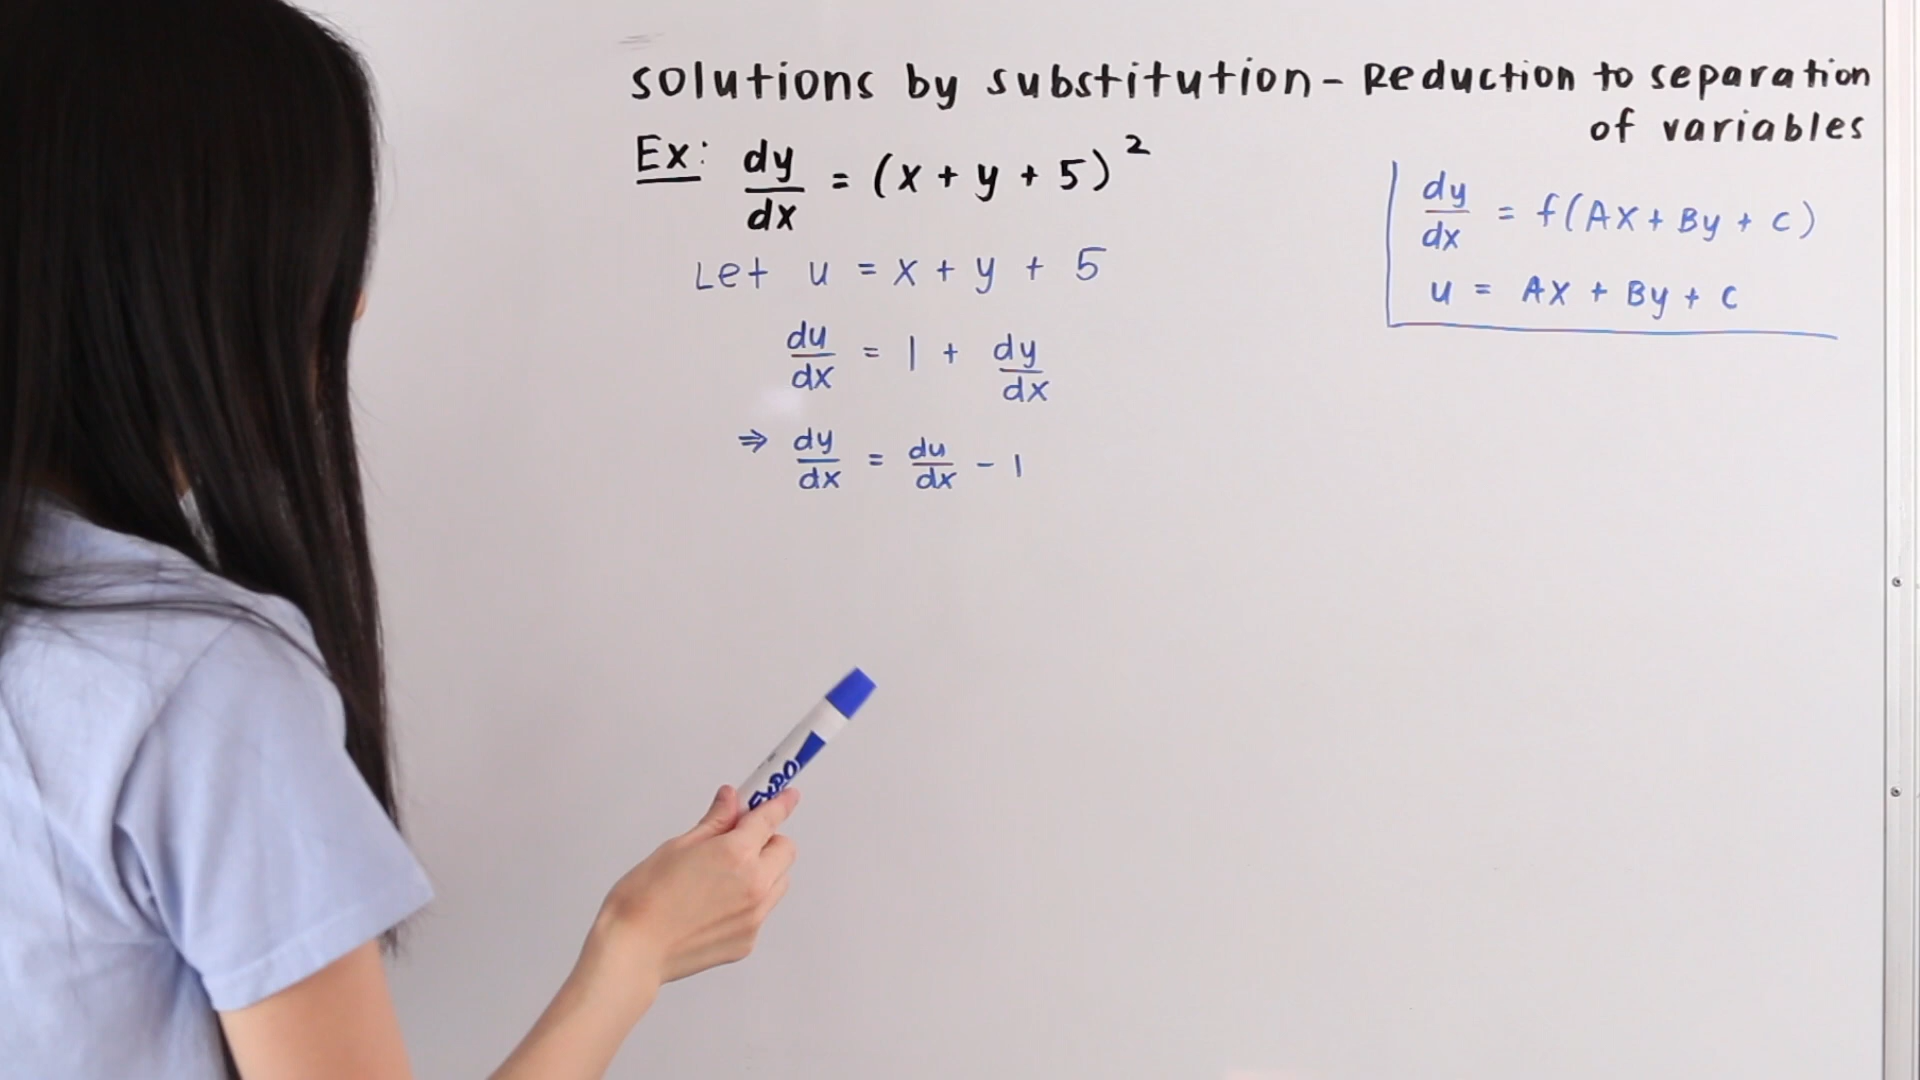 solutions by substitution - Reduction to separation
of variables
Ex: dy/dx = (x + y + 5)²
Let u = x + y + 5
du/dx = 1 + dy/dx
⇒ dy/dx = du/dx - 1
dy/dx = f(Ax + By + C)
u = Ax + By + C
EXPO